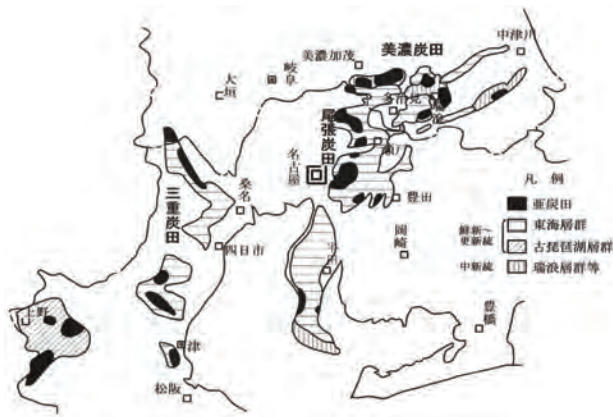 中津川
美濃炭田
美濃加茂
岐阜
大垣
多治見
尾張炭田
瀬戸
名古屋
凡例
亜炭田
鮮新～更新統
東海層群
古琵琶湖層群
中新統
瑞浪層群等
三重炭田
桑名
豊田
岡崎
四日市
半田
豊橋
上野
津
松阪